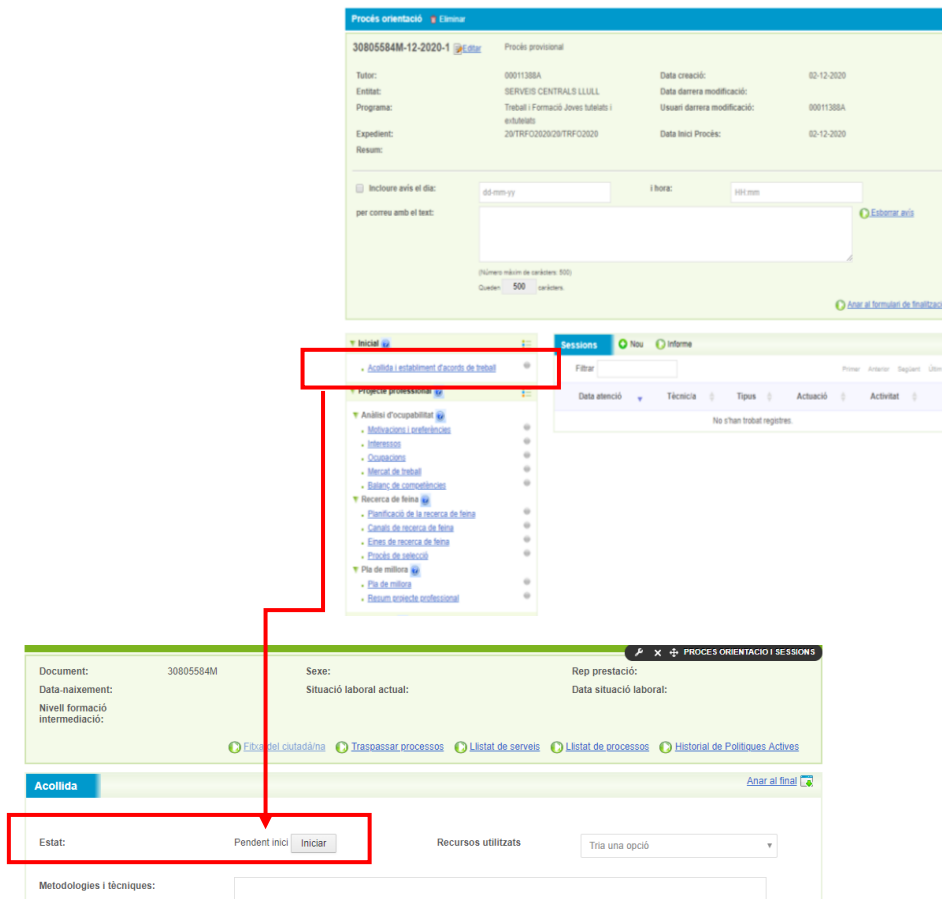 Procés orientació Eliminar
30805584M-12-2020-1 Editar Procés provisional
Tutor: 00011388A Data creació: 02-12-2020
Entitat: SERVEIS CENTRALS LLULL Data darrera modificació:
Programa: Treball i Formació Joves tutelats i Usuari darrera modificació: 00011388A
extutelats
Expedient: 20/TRFO2020/20/TRFO2020 Data Inici Procés: 02-12-2020
Resum:
Incloure avís el dia: dd-mm-yy i hora: HH:mm
per correu amb el text: Esborrar avís
(Número màxim de caràcters: 500)
Queden 500 caràcters.
Anar al formulari de finalitzaci
Inicial Sessions Nou Informe
Acollida i establiment d'acords de treball Filtrar Primer Anterior Següent Últim
Projecte professional Data atenció Tècnic/a Tipus Actuació Activitat
Anàlisi d'ocupabilitat No s'han trobat registres.
Motivacions i preferències
Interessos
Ocupacions
Mercat de treball
Balanç de competències
Recerca de feina
Planificació de la recerca de feina
Canals de recerca de feina
Eines de recerca de feina
Procés de selecció
Pla de millora
Pla de millora
Resum projecte professional
PROCES ORIENTACIO I SESSIONS
Document: 30805584M Sexe: Rep prestació:
Data-naixement: Situació laboral actual: Data situació laboral:
Nivell formació
intermediació:
Fitxa del ciutadà/na Traspassar processos Llistat de serveis Llistat de processos Historial de Politiques Actives
Acollida Anar al final
Estat: Pendent inici Iniciar Recursos utilitzats Tria una opció
Metodologies i tècniques: